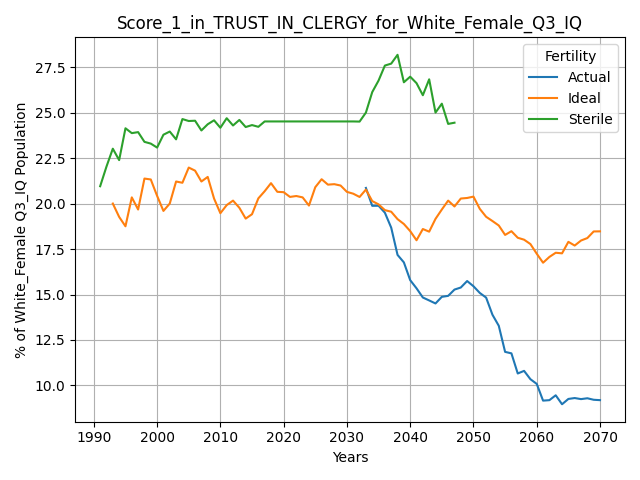 Score_1_in_TRUST_IN_CLERGY_for_White_Female_Q3_IQ
% of White_Female Q3_IQ Population
27.5
25.0
22.5
20.0
17.5
15.0
12.5
10.0
Fertility
Actual
Ideal
Sterile
1990 2000 2010 2020 2030 2040 2050 2060 2070
Years